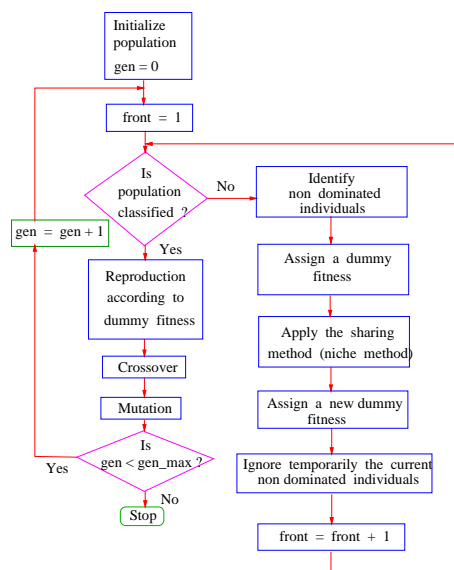 Initialize
population
gen = 0
front = 1
Is
population
classified ?
No
Yes
Identify
non dominated
individuals
gen = gen + 1
Assign a dummy
fitness
Reproduction
according to
dummy fitness
Apply the sharing
method (niche method)
Crossover
Assign a new dummy
fitness
Mutation
Is
gen < gen_max ?
Yes
No
Stop
Ignore temporarily the current
non dominated individuals
front = front + 1